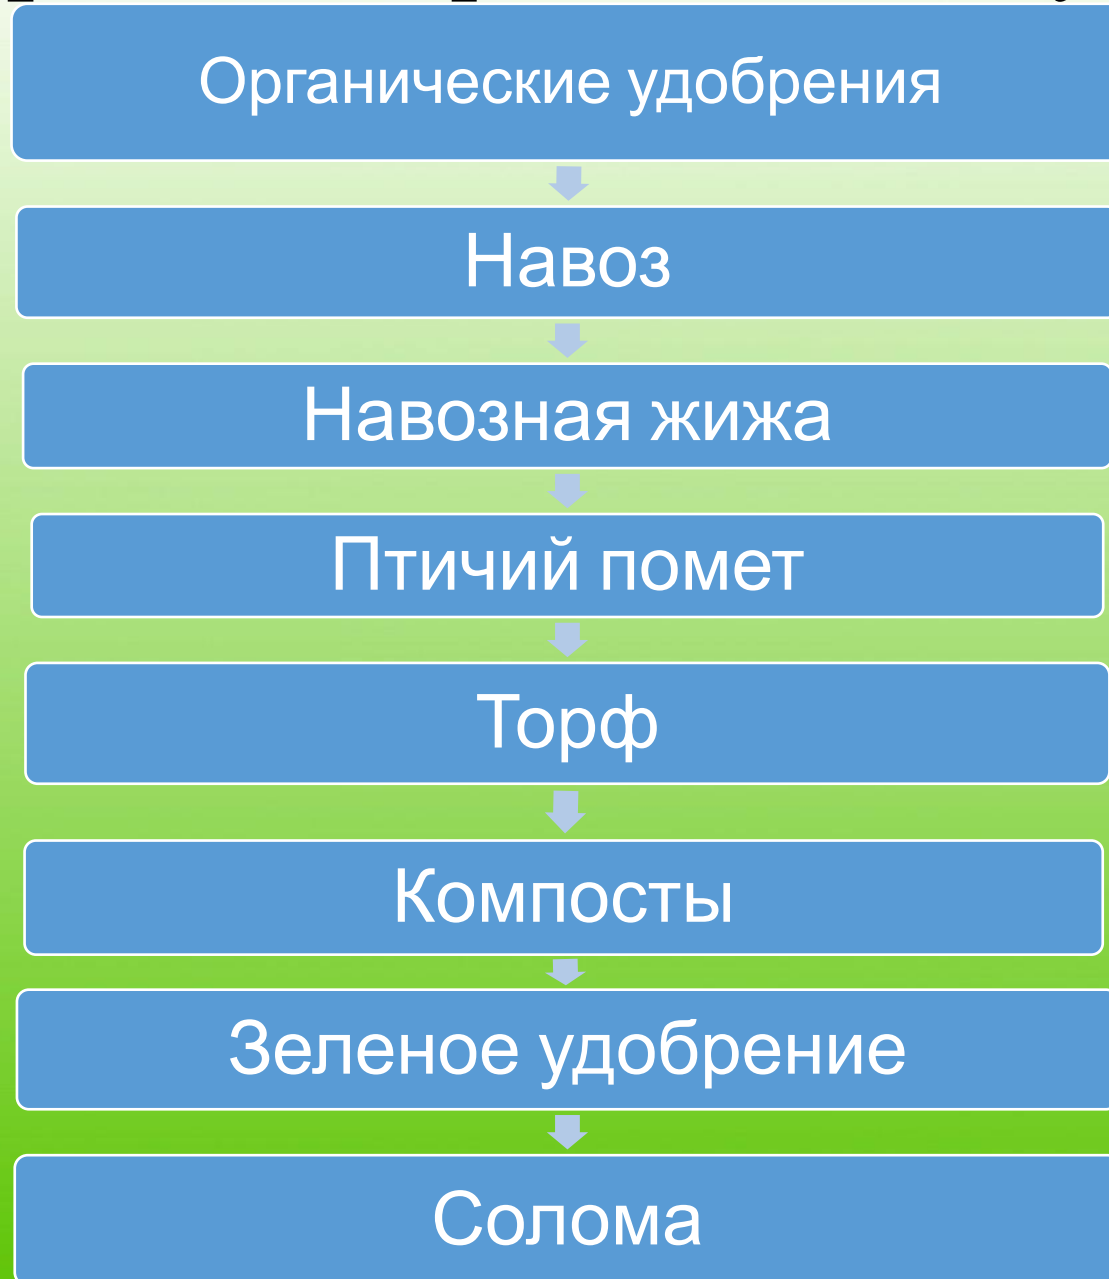 Органические удобрения
Навоз
Навозная жижа
Птичий помет
Торф
Компосты
Зеленое удобрение
Солома